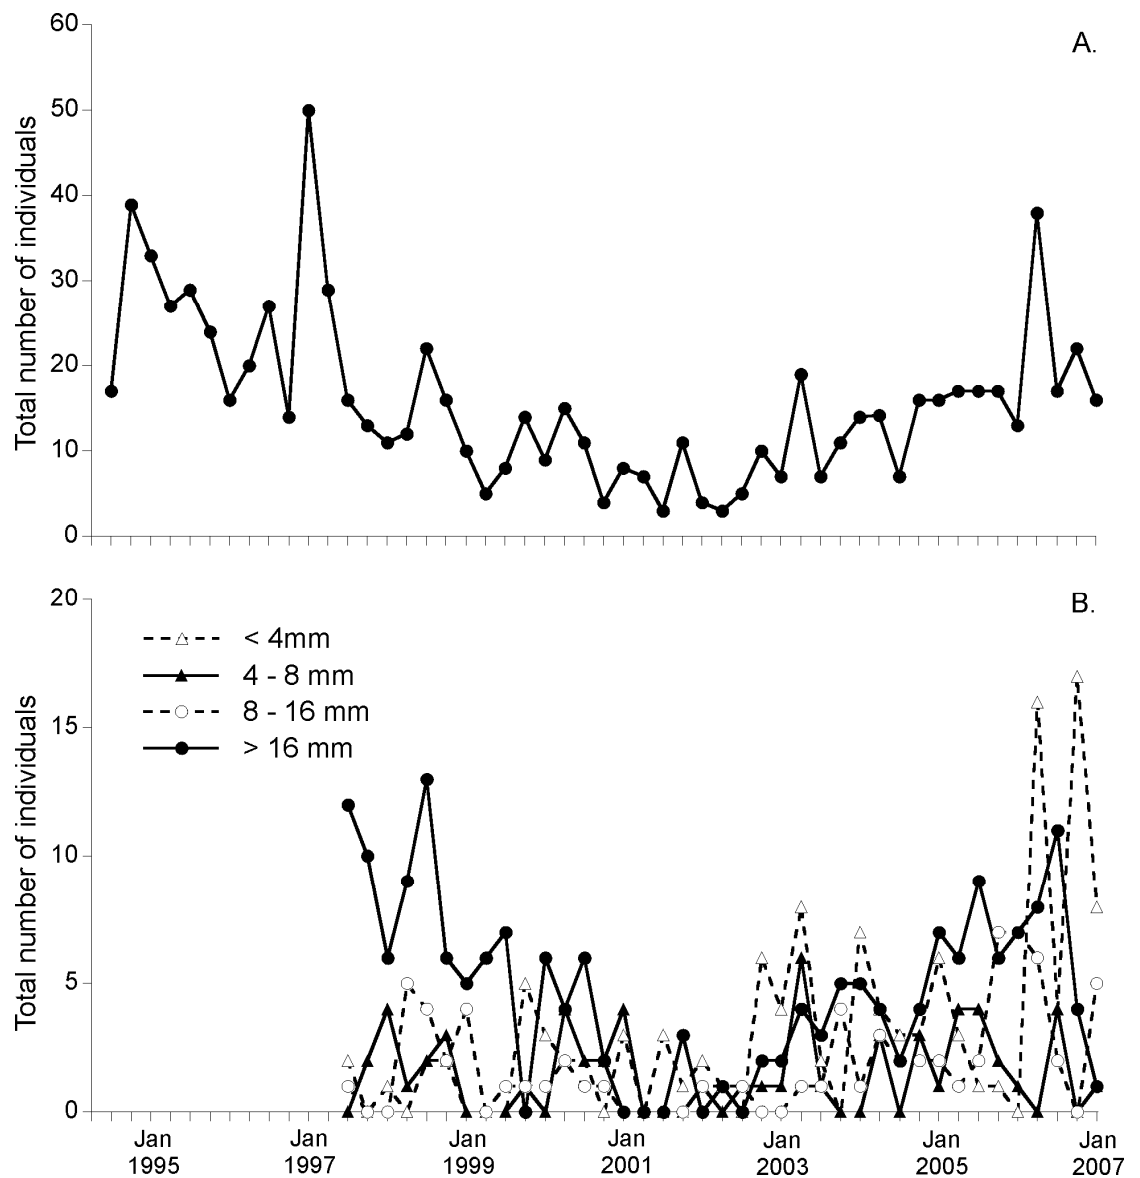 A.
Total number of individuals
60
50
40
30
20
10
0
B.
Total number of individuals
20
15
10
5
0
< 4mm
4 - 8 mm
8 - 16 mm
> 16 mm
Jan Jan Jan Jan Jan Jan Jan
1995 1997 1999 2001 2003 2005 2007